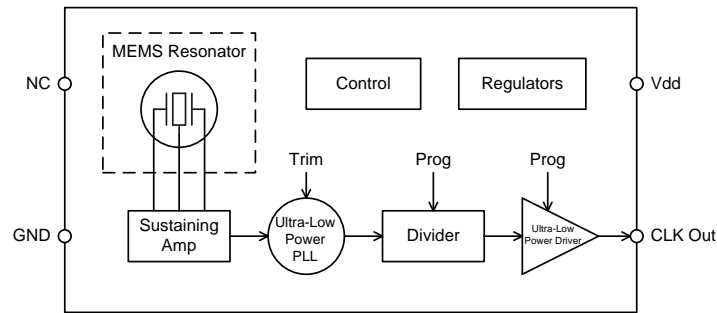 MEMS Resonator
NC
Control
Regulators
Vdd
Trim
Prog
Prog
GND
Sustaining
Amp
Ultra-Low
Power
PLL
Divider
Ultra-Low
Power Driver
CLK Out